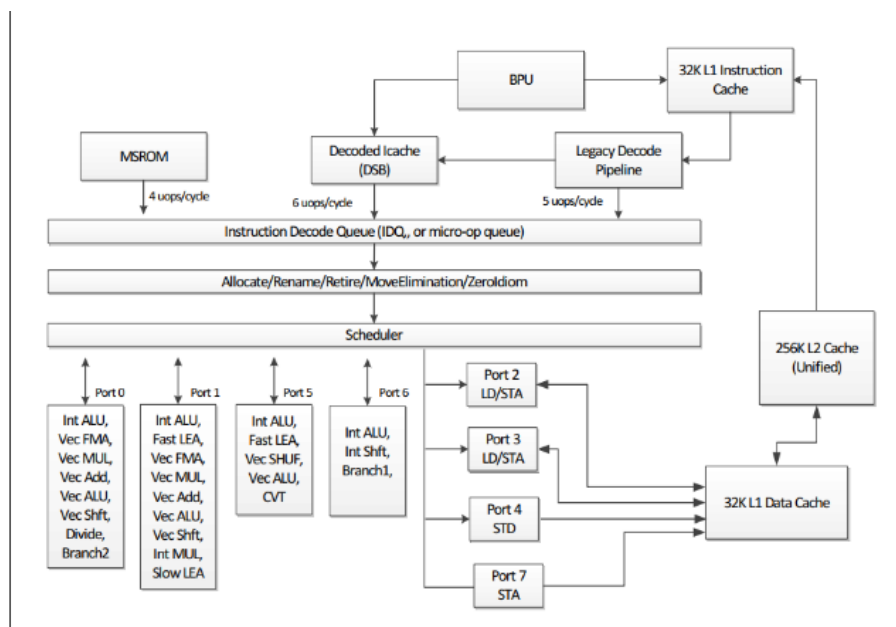 BPU
32K L1 Instruction
Cache
MSROM
Decoded Icache
(DSB)
Legacy Decode
Pipeline
4 uops/cycle
6 uops/cycle
5 uops/cycle
Instruction Decode Queue (IDQ,, or micro-op queue)
Allocate/Rename/Retire/MoveElimination/ZeroIdiom
Scheduler
256K L2 Cache
(Unified)
Port 0
Int ALU,
Vec FMA,
Vec MUL,
Vec Add,
Vec ALU,
Vec Shft,
Divide,
Branch2
Port 1
Int ALU,
Fast LEA,
Vec FMA,
Vec MUL,
Vec Add,
Vec ALU,
Vec Shft,
Int MUL,
Slow LEA
Port 5
Int ALU,
Fast LEA,
Vec SHUF,
Vec ALU,
CVT
Port 6
Int ALU,
Int Shft,
Branch1,
Port 2
LD/STA
Port 3
LD/STA
Port 4
STD
Port 7
STA
32K L1 Data Cache